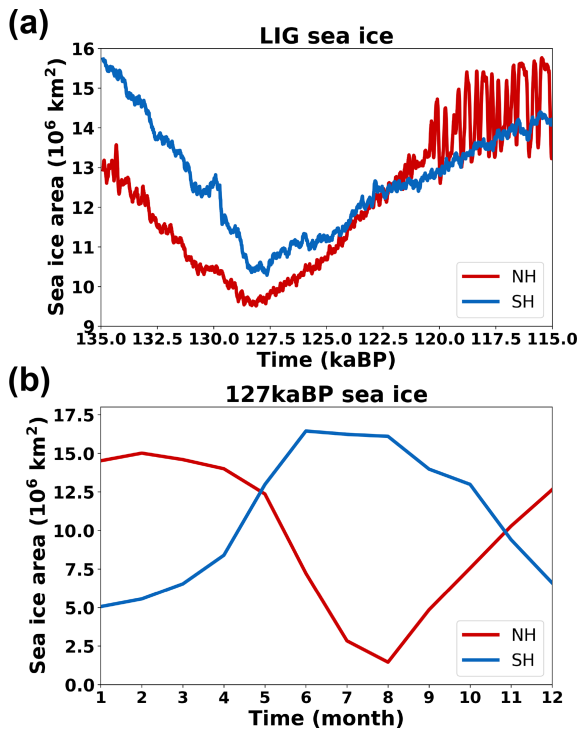 (a)
LIG sea ice
Sea ice area (10⁶ km²)
16
15
14
13
12
11
10
9
135.0 132.5 130.0 127.5 125.0 122.5 120.0 117.5 115.0
Time (kaBP)
NH
SH
(b)
127kaBP sea ice
Sea ice area (10⁶ km²)
17.5
15.0
12.5
10.0
7.5
5.0
2.5
0.0
1 2 3 4 5 6 7 8 9 10 11 12
Time (month)
NH
SH